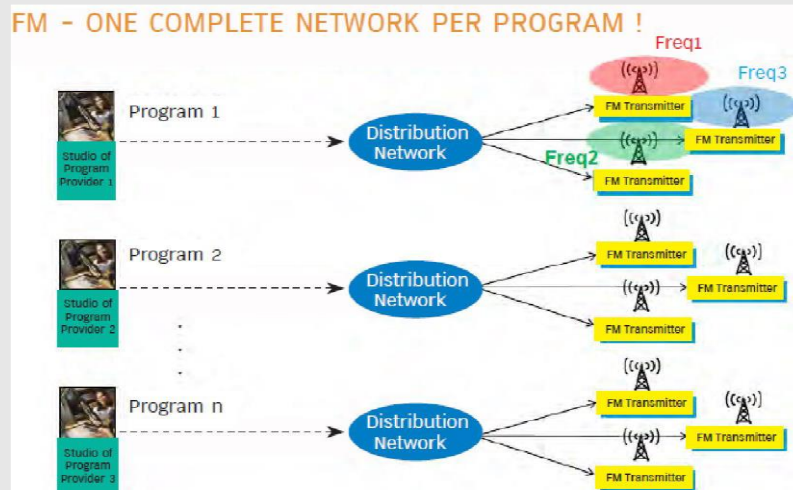 FM - ONE COMPLETE NETWORK PER PROGRAM !
Freq1
Freq3
Program 1
FM Transmitter
Distribution
Network
FM Transmitter
Freq2
Studio of
Program
Provider 1
FM Transmitter
Program 2
FM Transmitter
Distribution
Network
FM Transmitter
Studio of
Program
Provider 2
FM Transmitter
Program n
FM Transmitter
Distribution
Network
FM Transmitter
Studio of
Program
Provider 3
FM Transmitter